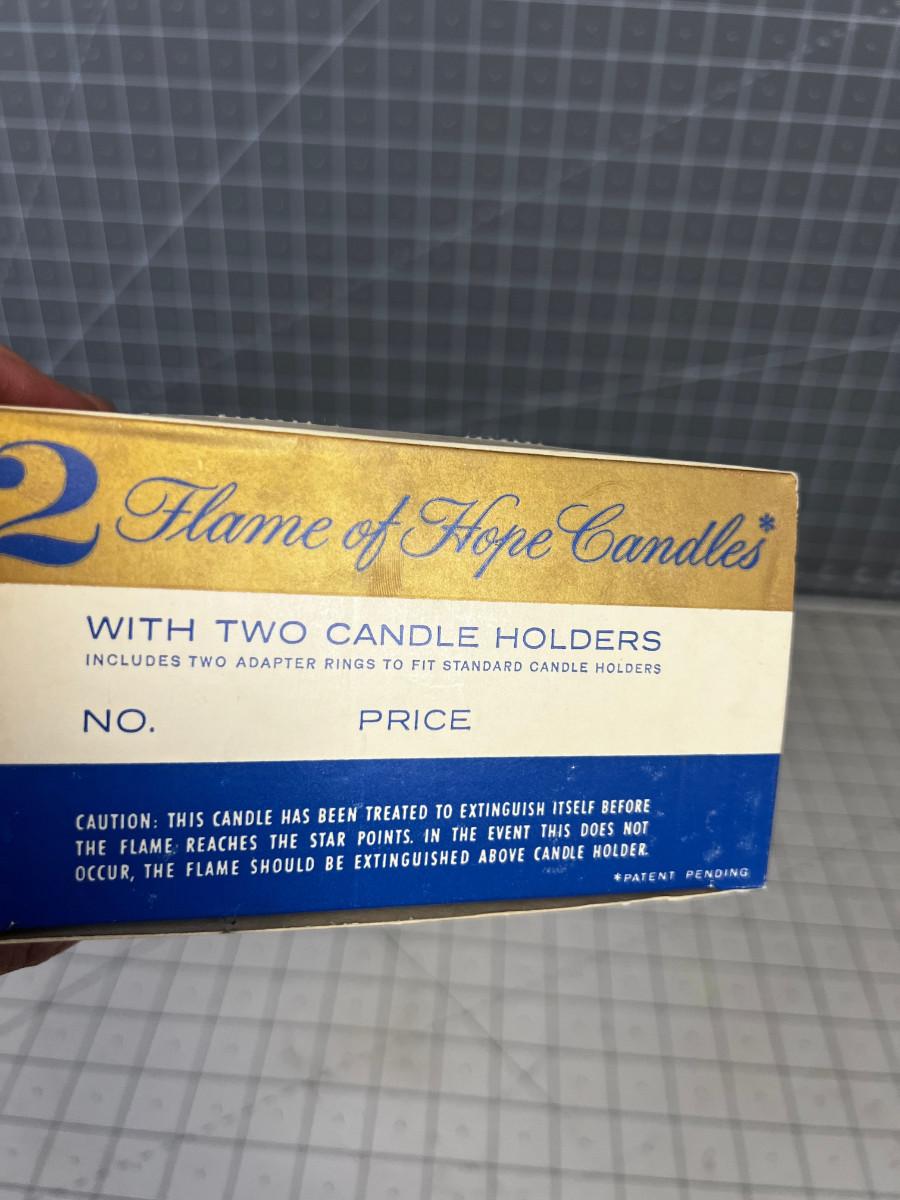 2 Flame of Hope Candles*
WITH TWO CANDLE HOLDERS
INCLUDES TWO ADAPTER RINGS TO FIT STANDARD CANDLE HOLDERS
NO. PRICE
CAUTION: THIS CANDLE HAS BEEN TREATED TO EXTINGUISH ITSELF BEFORE
THE FLAME REACHES THE STAR POINTS. IN THE EVENT THIS DOES NOT
OCCUR, THE FLAME SHOULD BE EXTINGUISHED ABOVE CANDLE HOLDER.
*PATENT PENDING